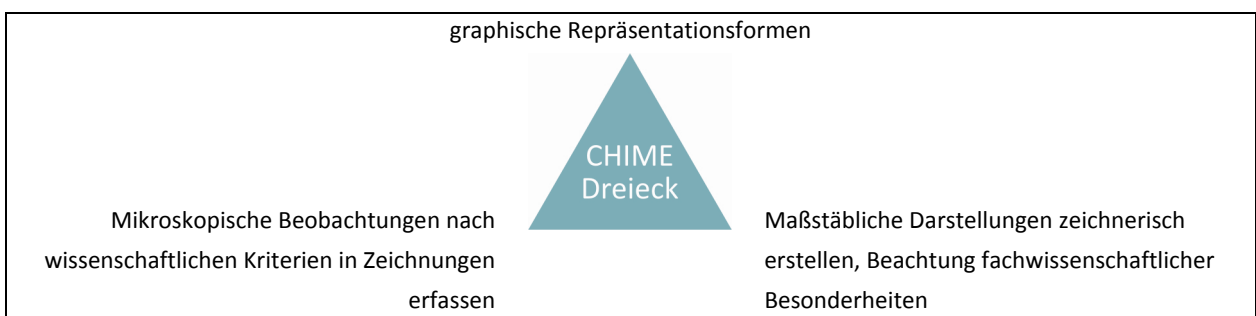 graphische Repräsentationsformen
CHIME
Dreieck
Mikroskopische Beobachtungen nach
wissenschaftlichen Kriterien in Zeichnungen
erfassen
Maßstäbliche Darstellungen zeichnerisch
erstellen, Beachtung fachwissenschaftlicher
Besonderheiten